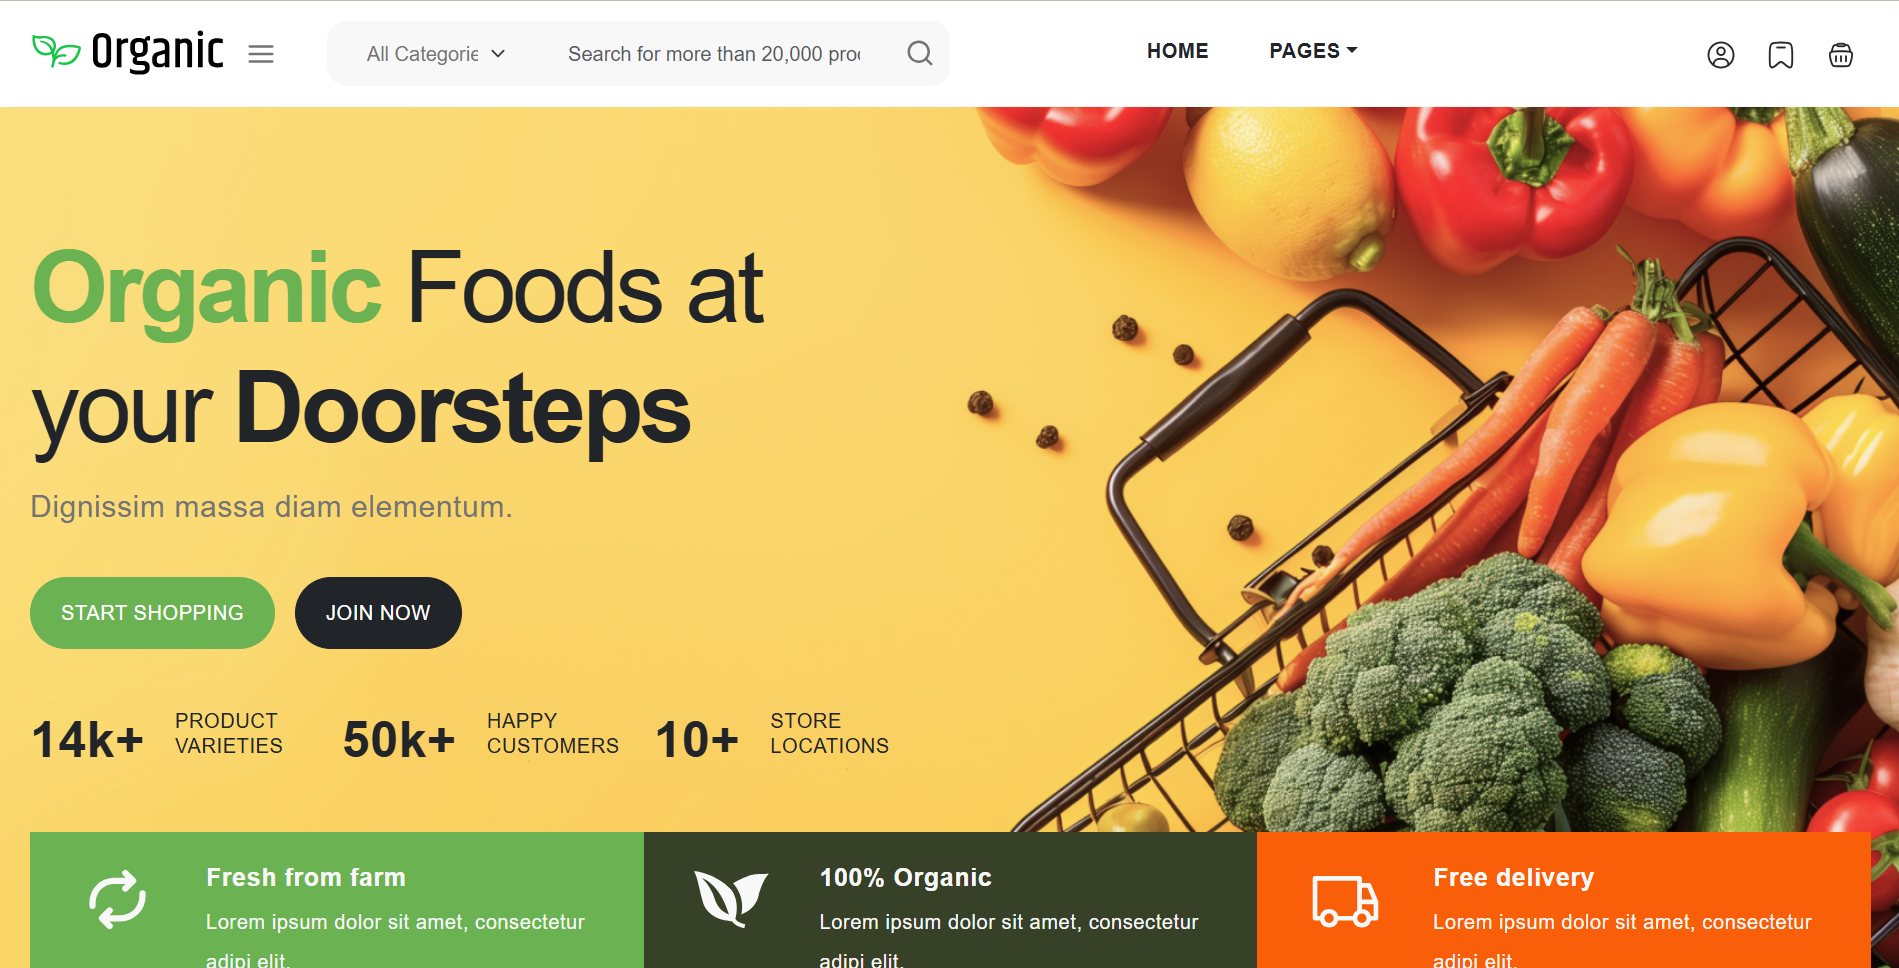 Organic
All Categorie
Search for more than 20,000 pro
HOME
PAGES
Organic Foods at
your Doorsteps
Dignissim massa diam elementum.
START SHOPPING
JOIN NOW
14k+
PRODUCT
VARIETIES
50k+
HAPPY
CUSTOMERS
10+
STORE
LOCATIONS
Fresh from farm
Lorem ipsum dolor sit amet, consectetur
adipi elit.
100% Organic
Lorem ipsum dolor sit amet, consectetur
adipi elit.
Free delivery
Lorem ipsum dolor sit amet, consectetur
adipi elit.